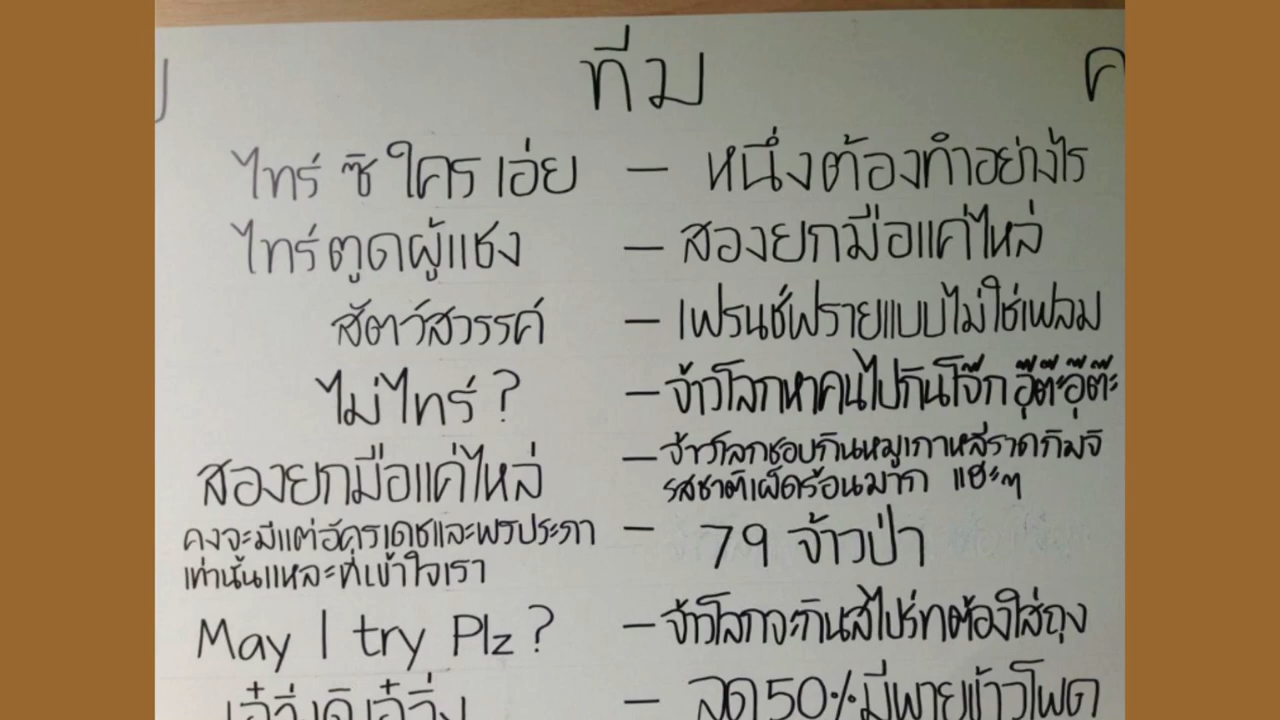 ทีม
ไทร์ ซิ ใคร เอ่ย — หนึ่งต้องทำอย่างไร
ไทร์ตูดผู้แชง — สองยกมือแค่ไหล่
สัตว์สวรรค์ — เฟรนช์ฟรายแบบไม่ใช่เฟลม
ไม่ไทร์ ? — จ้าวโลกหาคนไปกินโจ๊ก อุ๊ต๊ะอุ๊ต๊ะ
สองยกมือแค่ไหล่ — จ้าวโลกชอบกินหมูเกาหลีราดกิมจิ
รสชาติเผ็ดร้อนมาก แฮะๆ
คงจะมีแต่อัครเดชและพรประภา — 79 จ้าวป่า
เท่านั้นแหละที่เข้าใจเรา
May I try Plz ? — จ้าวโลกจะกินสไปร์ทต้องใส่ถุง
— ลด 50% มีพายข้าวโพด